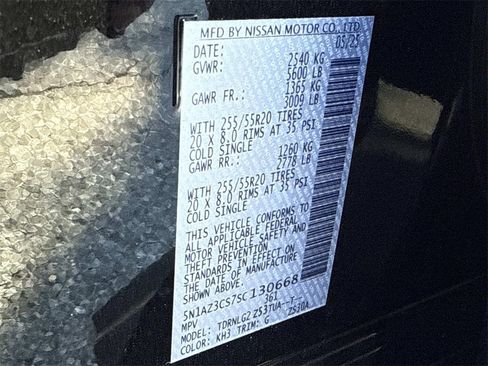 MFD BY NISSAN MOTOR CO., LTD.
DATE: 05/25
GVWR: 2540 KG
5600 LB
GAWR FR.: 1365 KG
3009 LB
WITH 255/55R20 TIRES
20 X 8.0 RIMS AT 35 PSI
COLD SINGLE
GAWR RR.: 1260 KG
2778 LB
WITH 255/55R20 TIRES
20 X 8.0 RIMS AT 35 PSI
COLD SINGLE
THIS VEHICLE CONFORMS TO
ALL APPLICABLE FEDERAL
MOTOR VEHICLE SAFETY AND
THEFT PREVENTION
STANDARDS IN EFFECT ON
THE DATE OF MANUFACTURE
SHOWN ABOVE.
5N1AZ3CS7SC130668
MPV 361
MODEL: TDRNLG2 Z53TUA--T
COLOR: KH3 TRIM: G Z530A